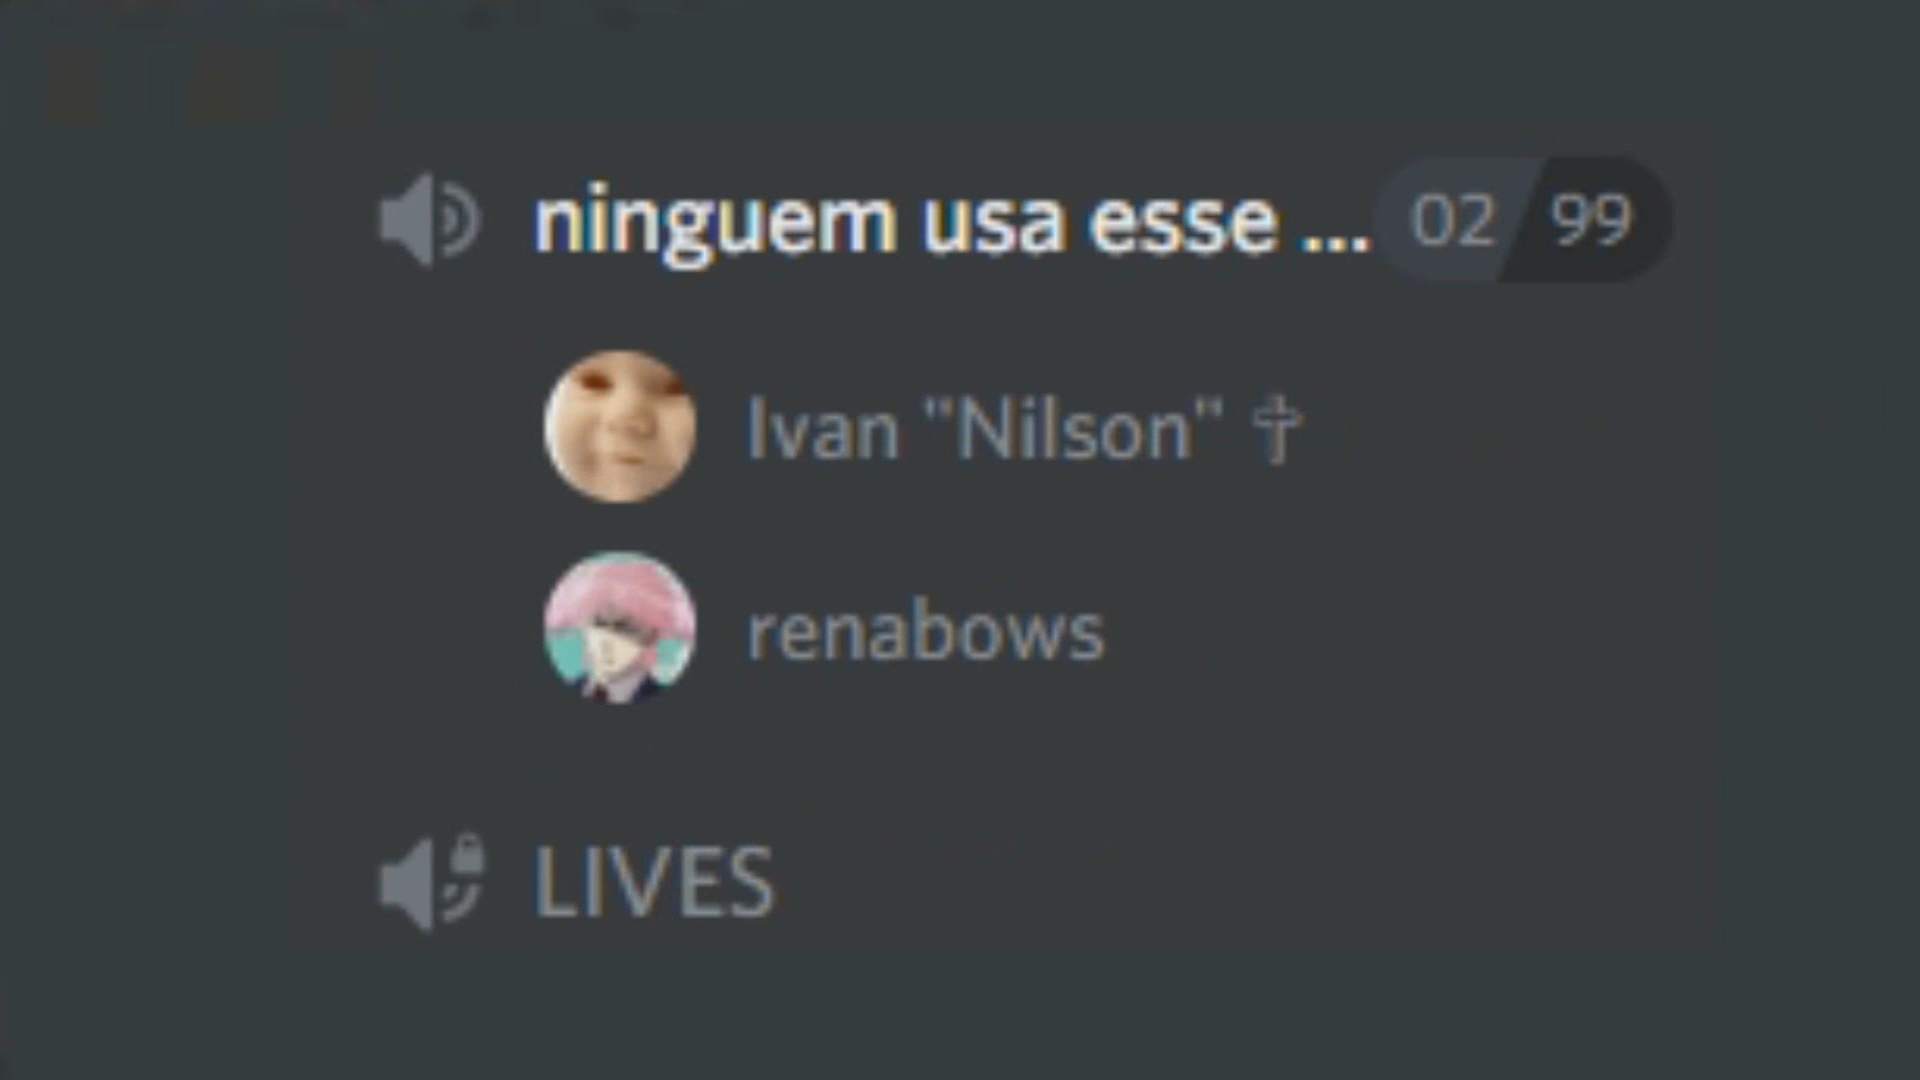 ninguem usa esse ... 02 99
Ivan "Nilson" ✝
renabows
LIVES